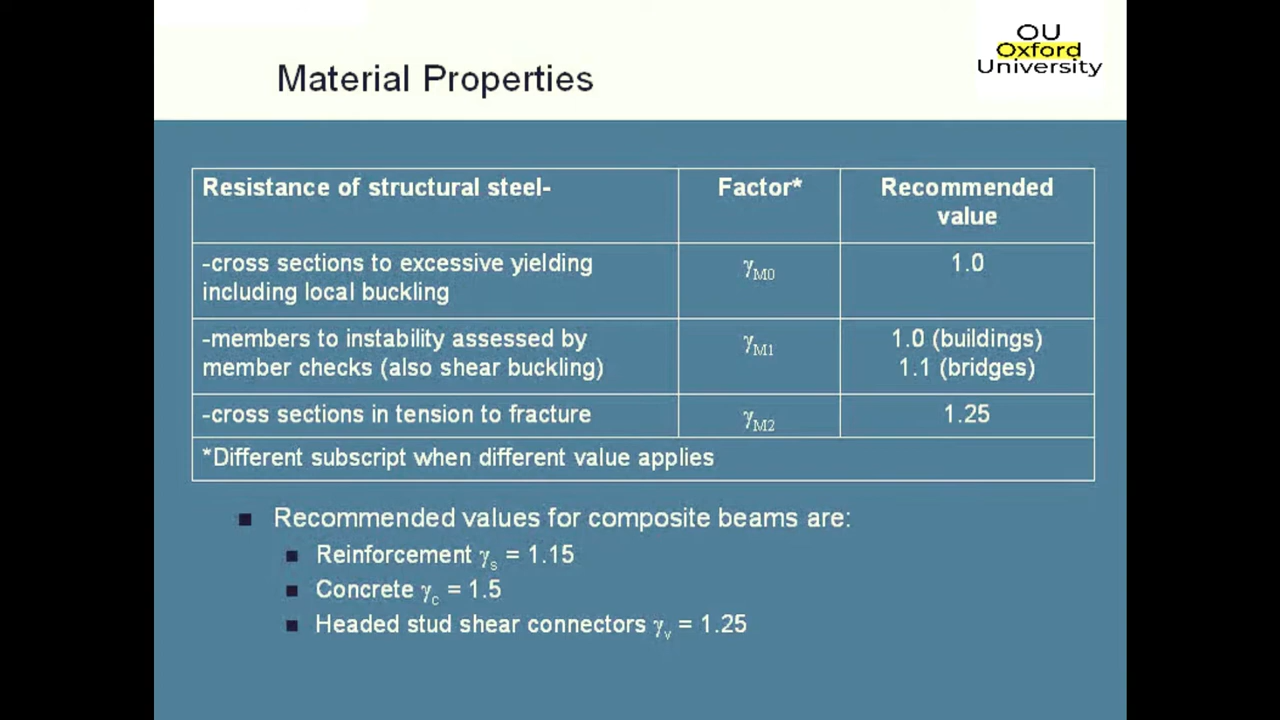 OU
Oxford
University
Material Properties
Resistance of structural steel-
Factor*
Recommended
value
-cross sections to excessive yielding
including local buckling
γM0
1.0
-members to instability assessed by
member checks (also shear buckling)
γM1
1.0 (buildings)
1.1 (bridges)
-cross sections in tension to fracture
γM2
1.25
*Different subscript when different value applies
Recommended values for composite beams are:
Reinforcement γs = 1.15
Concrete γc = 1.5
Headed stud shear connectors γv = 1.25